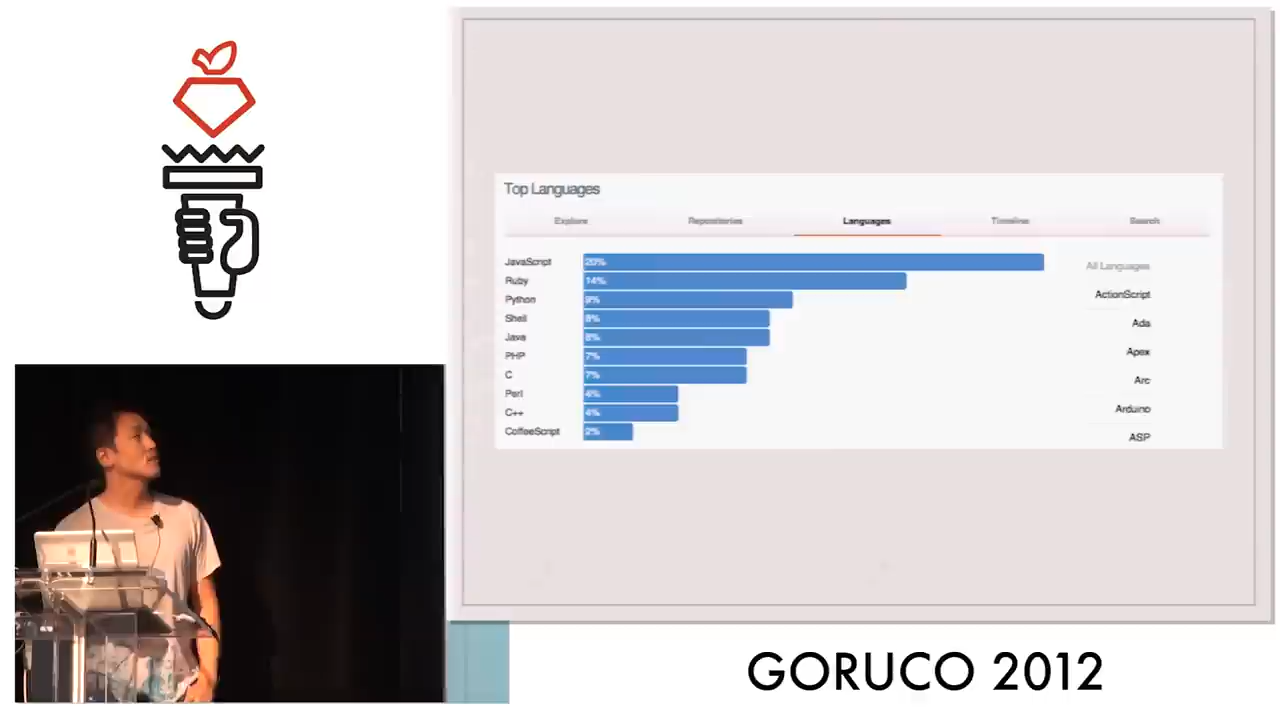 Top Languages
Explore Repositories Languages Timeline Search
JavaScript 20%
Ruby 14%
Python 9%
Shell 8%
Java 8%
PHP 7%
C 7%
Perl 4%
C++ 4%
CoffeeScript 2%
All Languages
ActionScript
Ada
Apex
Arc
Arduino
ASP
GORUCO 2012